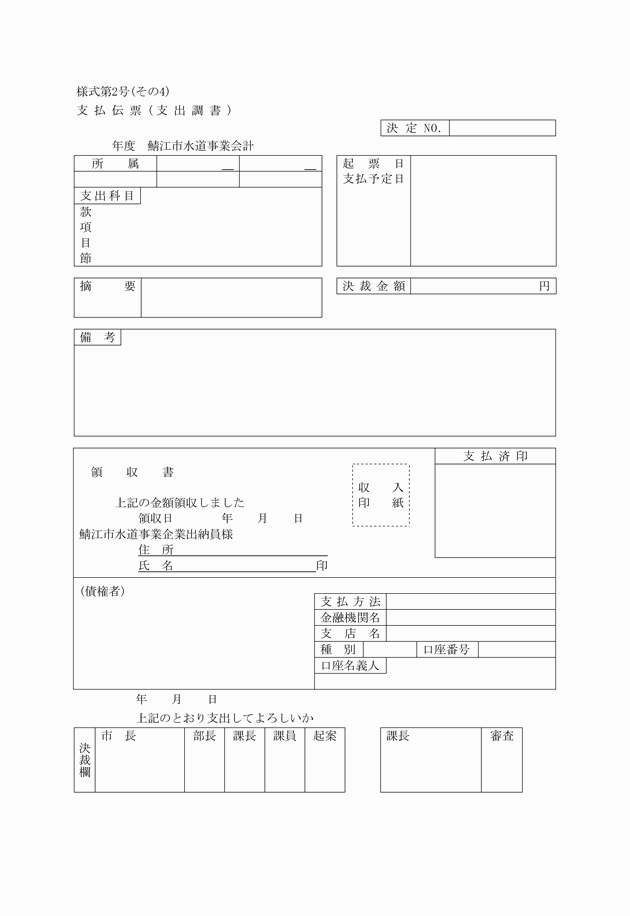 様式第2号(その4)
支払伝票(支出調書)
決定NO.
年度　鯖江市水道事業会計
所属
起票日
支払予定日
支出科目
款
項
目
節
摘要
決裁金額　円
備考
支払済印
領収書
収入
印紙
上記の金額領収しました
領収日　年　月　日
鯖江市水道事業企業出納員様
住所
氏名　印
(債権者)
支払方法
金融機関名
支店名
種別　口座番号
口座名義人
年　月　日
上記のとおり支出してよろしいか
決裁欄　市長　部長　課長　課員　起案　課長　審査